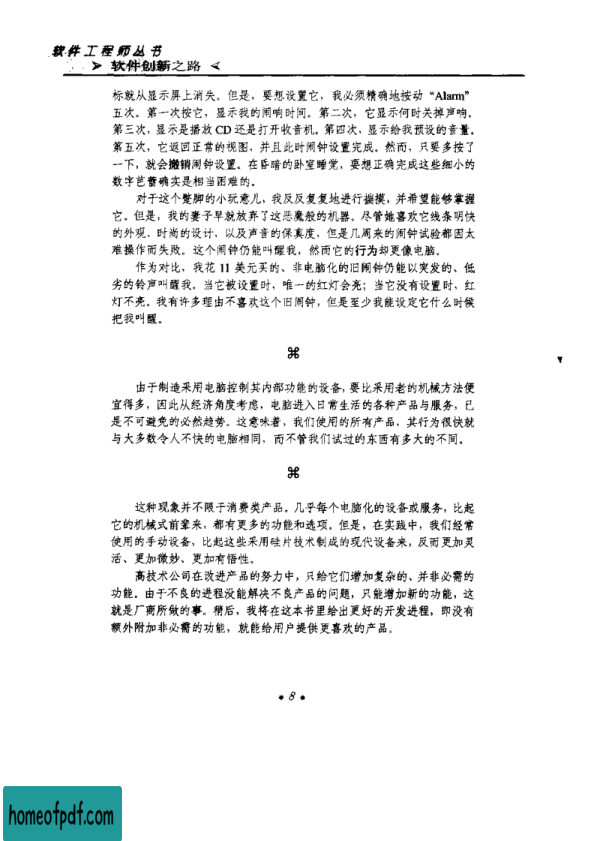 软件工程师丛书
➤ 软件创新之路 ➤
标就从显示屏上消失。但是，要想设置它，我必须精确地按动“Alarm”
五次。第一次按它，显示我的闹响时间。第二次，它显示何时关掉声响。
第三次，显示是播放 CD 还是打开收音机。第四次，显示给我预设的音量。
第五次，它返回正常的视图，并且此时闹钟设置完成。然而，只要多按了
一下，就会撤销闹钟设置。在昏暗的卧室睡觉，要想正确完成这些细小的
数字芭蕾确实是相当困难的。
对于这个蹩脚的小玩意儿，我反反复复地进行揣摸，并希望能够掌握
它。但是，我的妻子早就放弃了这恶魔般的机器。尽管她喜欢它线条明快
的外观、时尚的设计，以及声音的保真度，但是几周来的闹钟试验都因太
难操作而失败。这个闹钟仍能叫醒我，然而它的行为却更像电脑。
作为对比，我花 11 美元买的、非电脑化的旧闹钟仍能以突发的、低
劣的铃声叫醒我。当它被设置时，唯一的红灯会亮；当它没有设置时，红
灯不亮。我有许多理由不喜欢这个旧闹钟，但是至少我能设定它什么时候
把我叫醒。
⌘
由于制造采用电脑控制其内部功能的设备，要比采用老的机械方法便
宜得多，因此从经济角度考虑，电脑进入日常生活的各种产品与服务，已
是不可避免的必然趋势。这意味着，我们使用的所有产品，其行为很快就
与大多数令人不快的电脑相同，而不管我们试过的东西有多大的不同。
⌘
这种现象并不限于消费类产品。几乎每个电脑化的设备或服务，比起
它的机械式前辈来，都有更多的功能和选项。但是，在实践中，我们经常
使用的手动设备，比起这些采用硅片技术制成的现代设备来，反而更加灵
活、更加微妙、更加有悟性。
高技术公司在改进产品的努力中，只给它们增加复杂的、并非必需的
功能。由于不良的进程没能解决不良产品的问题，只能增加新的功能，这
就是厂商所做的事。稍后，我将在这本书里给出更好的开发进程，即没有
额外附加非必需的功能，就能给用户提供更喜欢的产品。
• 8 •
homeofpdf.com